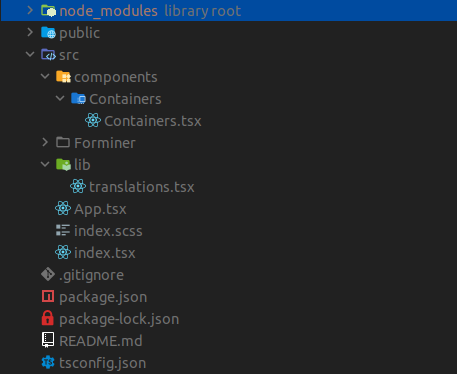 node_modules library root
public
src
components
Containers
Containers.tsx
Forminer
lib
translations.tsx
App.tsx
index.scss
index.tsx
.gitignore
package.json
package-lock.json
README.md
tsconfig.json